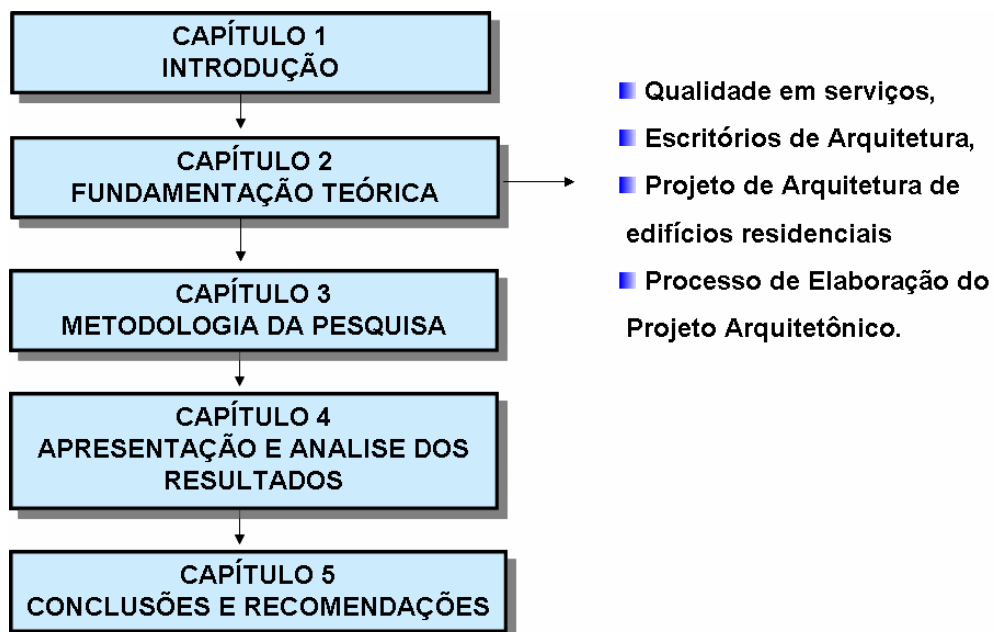 CAPÍTULO 1
INTRODUÇÃO
CAPÍTULO 2
FUNDAMENTAÇÃO TEÓRICA
Qualidade em serviços,
Escritórios de Arquitetura,
Projeto de Arquitetura de
edifícios residenciais
Processo de Elaboração do
Projeto Arquitetônico.
CAPÍTULO 3
METODOLOGIA DA PESQUISA
CAPÍTULO 4
APRESENTAÇÃO E ANALISE DOS
RESULTADOS
CAPÍTULO 5
CONCLUSÕES E RECOMENDAÇÕES